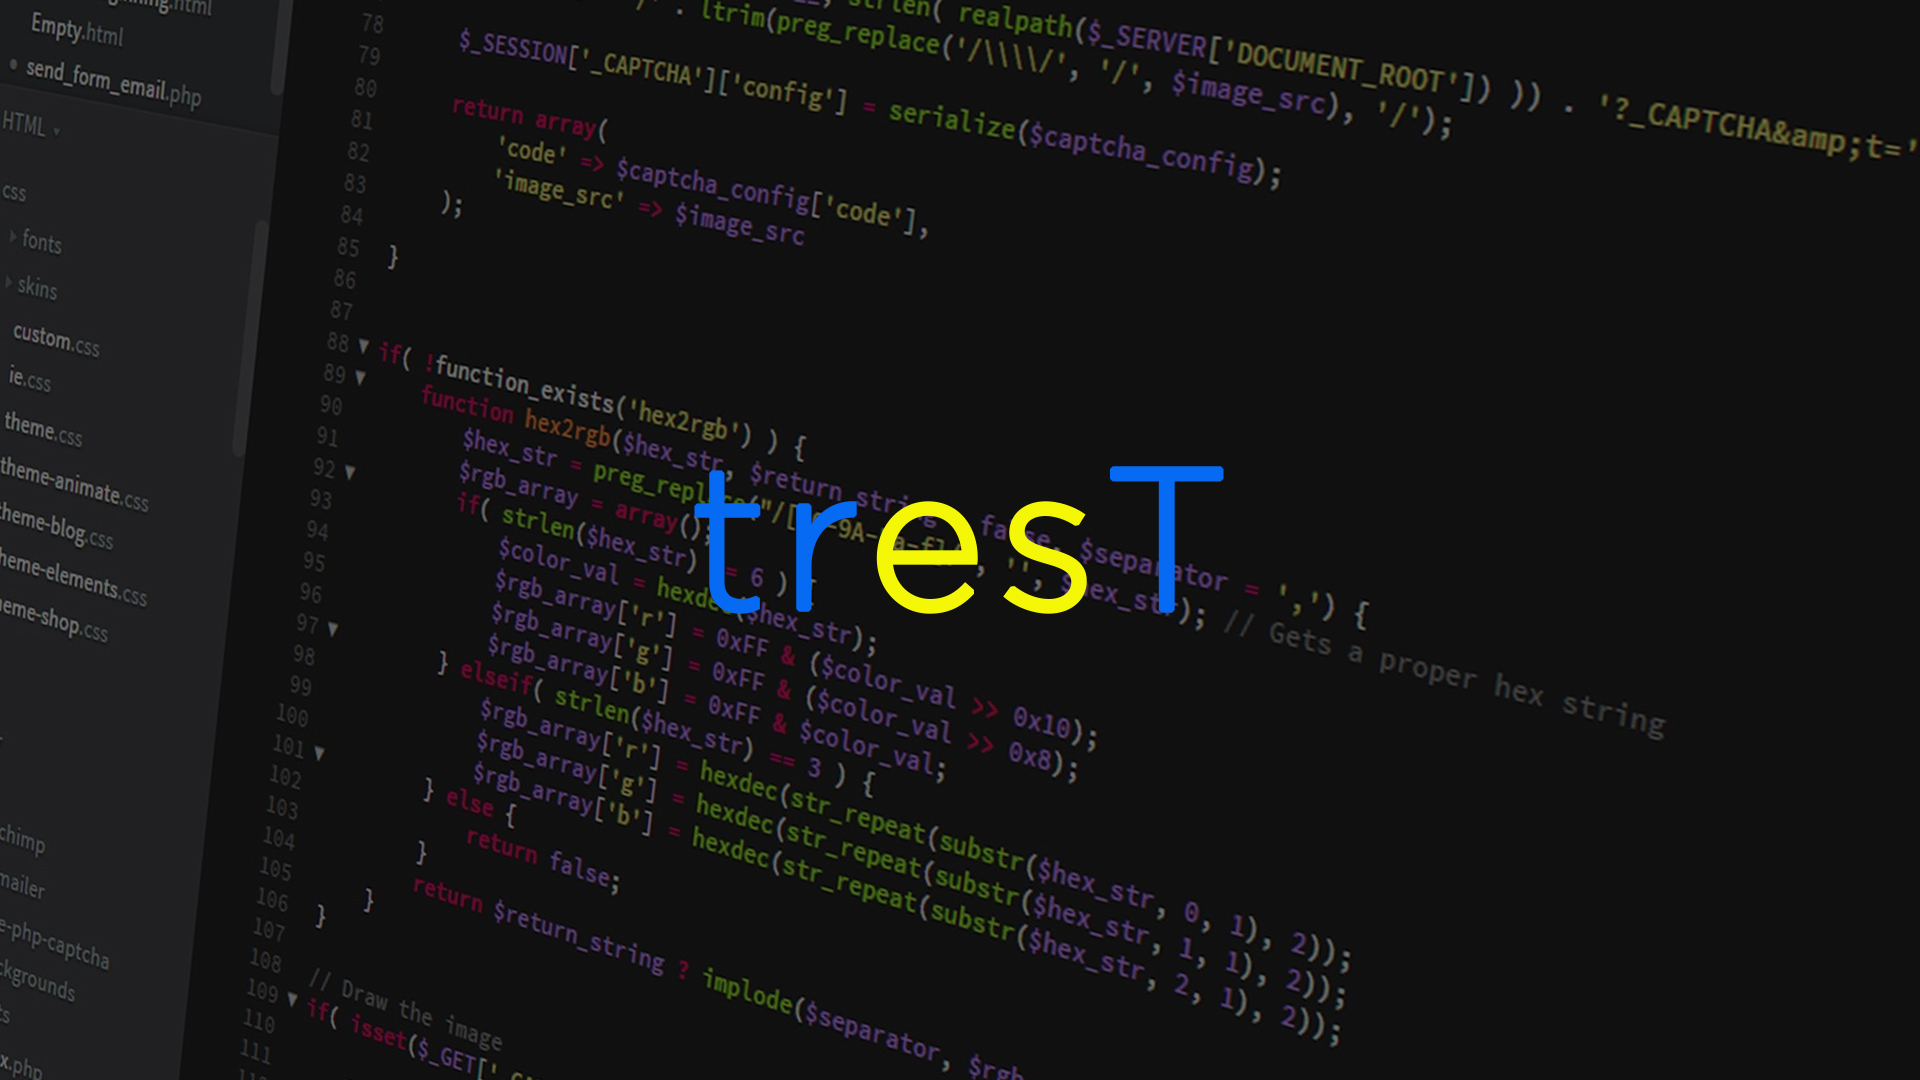 Empty.html
send_form_email.php
HTML
css
fonts
skins
custom.css
ie.css
theme.css
theme-animate.css
theme-blog.css
theme-elements.css
theme-shop.css
chimp
mailer
e-php-captcha
ckgrounds
ts
x.php
strlen( realpath($_SERVER['DOCUMENT_ROOT']) )) . '?_CAPTCHA&amp;t='
78 . ltrim(preg_replace('/\\\\/', '/', $image_src), '/');
79 $_SESSION['_CAPTCHA']['config'] = serialize($captcha_config);
80
81 return array(
82 'code' => $captcha_config['code'],
83 'image_src' => $image_src
84 );
85
86 }
87
88 if( !function_exists('hex2rgb') ) {
89 function hex2rgb($hex_str, $return_string false, $separator = ',') {
90 $hex_str = preg_replace("/[ 9A- , '', $hex_str); // Gets a proper hex string
91 $rgb_array = array();
92 if( strlen($hex_str) = 6 ) {
93 $color_val = hexdec($hex_str);
94 $rgb_array['r'] = 0xFF & ($color_val >> 0x10);
95 $rgb_array['g'] = 0xFF & ($color_val >> 0x8);
96 $rgb_array['b'] = 0xFF & $color_val;
97 } elseif( strlen($hex_str) == 3 ) {
98 $rgb_array['r'] = hexdec(str_repeat(substr($hex_str, 0, 1), 2));
99 $rgb_array['g'] = hexdec(str_repeat(substr($hex_str, 1, 1), 2));
100 $rgb_array['b'] = hexdec(str_repeat(substr($hex_str, 2, 1), 2));
101 } else {
102 return false;
103 }
104 return $return_string ? implode($separator, $rgb
105 }
106 }
107
108 // Draw the image
109 if( isset($_GET['
110
111
tresT